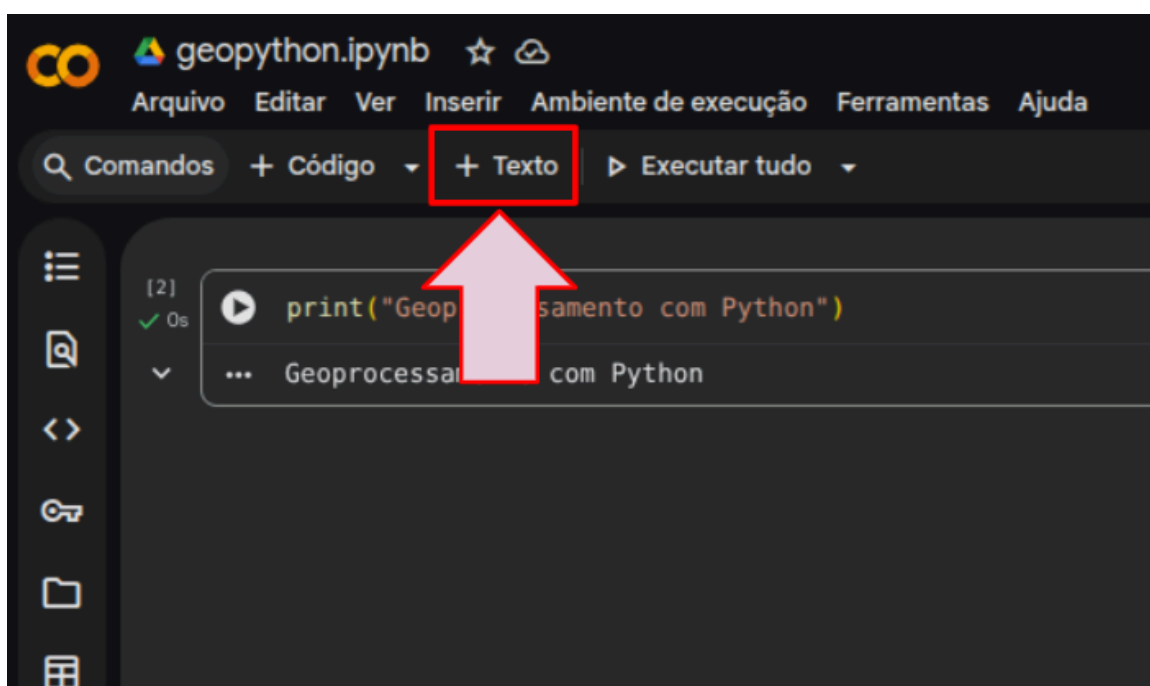 CO
geopython.ipynb
Arquivo Editar Ver Inserir Ambiente de execução Ferramentas Ajuda
Comandos + Código + Texto Executar tudo
[2]
0s
print("Geop samento com Python")
... Geoprocessa com Python